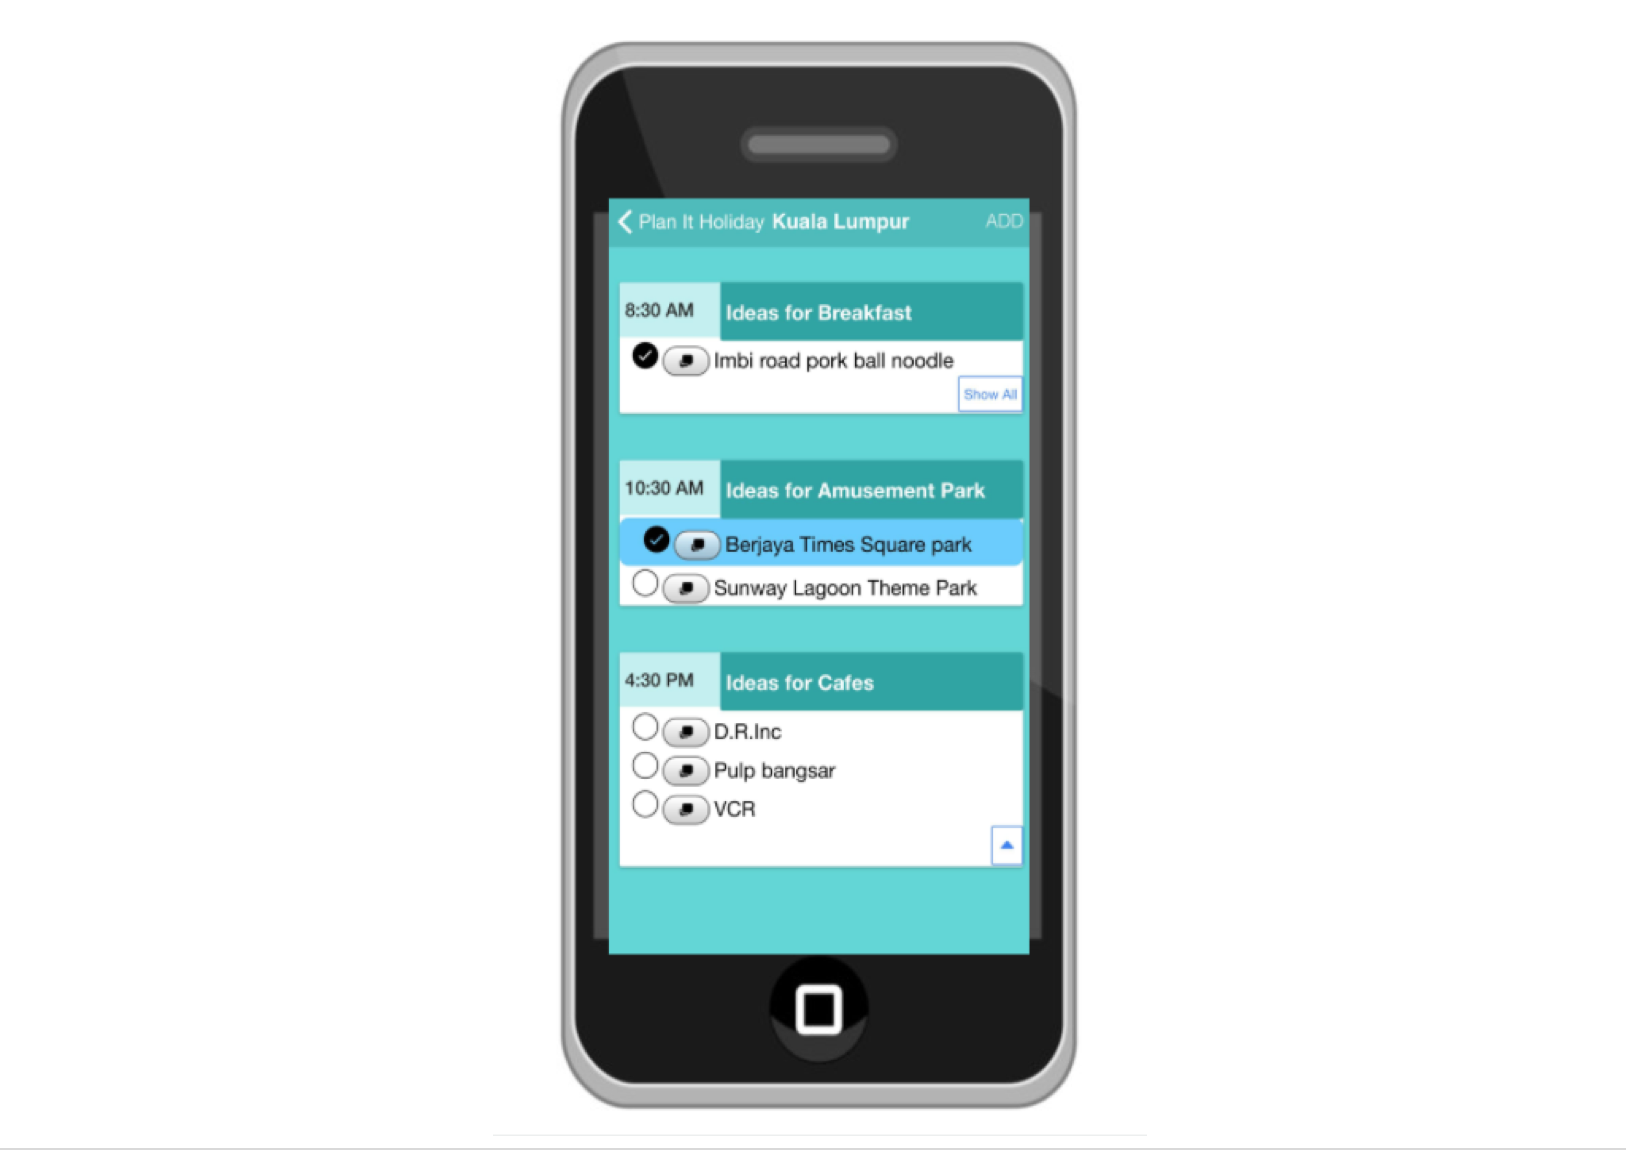 Plan It Holiday Kuala Lumpur ADD
8:30 AM Ideas for Breakfast
Imbi road pork ball noodle
Show All
10:30 AM Ideas for Amusement Park
Berjaya Times Square park
Sunway Lagoon Theme Park
4:30 PM Ideas for Cafes
D.R.Inc
Pulp bangsar
VCR